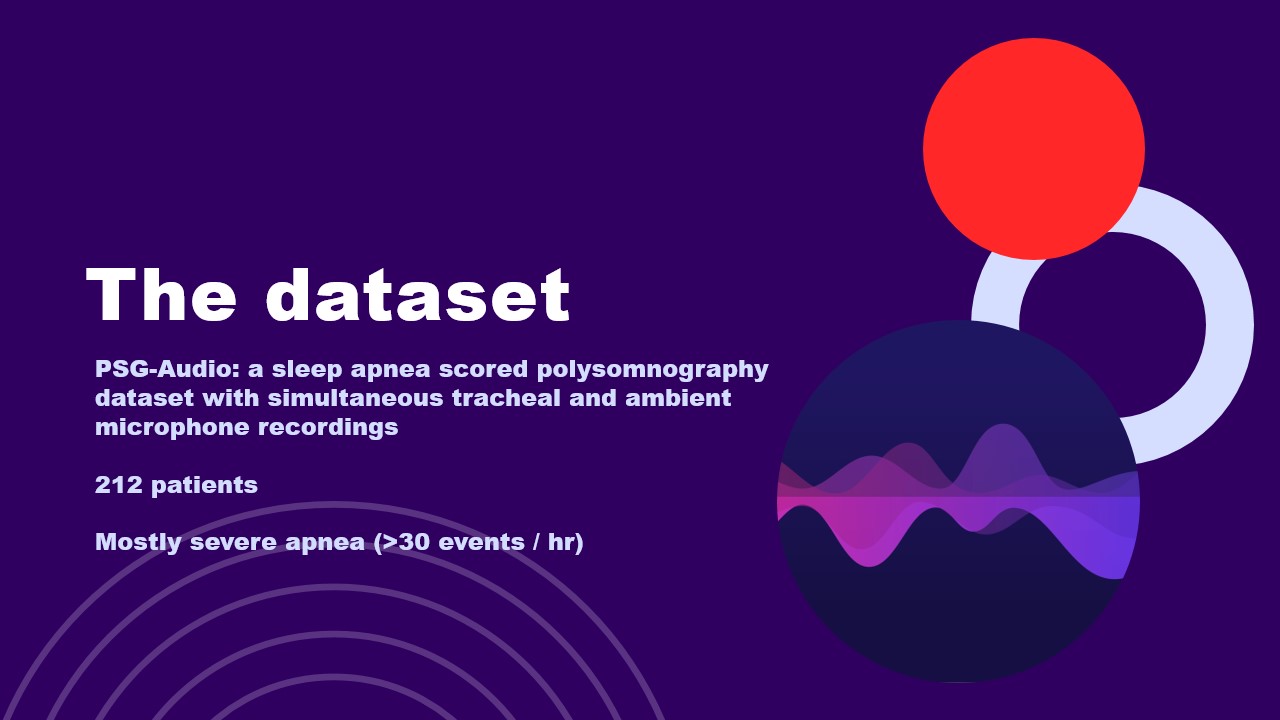 The dataset
PSG-Audio: a sleep apnea scored polysomnography
dataset with simultaneous tracheal and ambient
microphone recordings
212 patients
Mostly severe apnea (>30 events / hr)